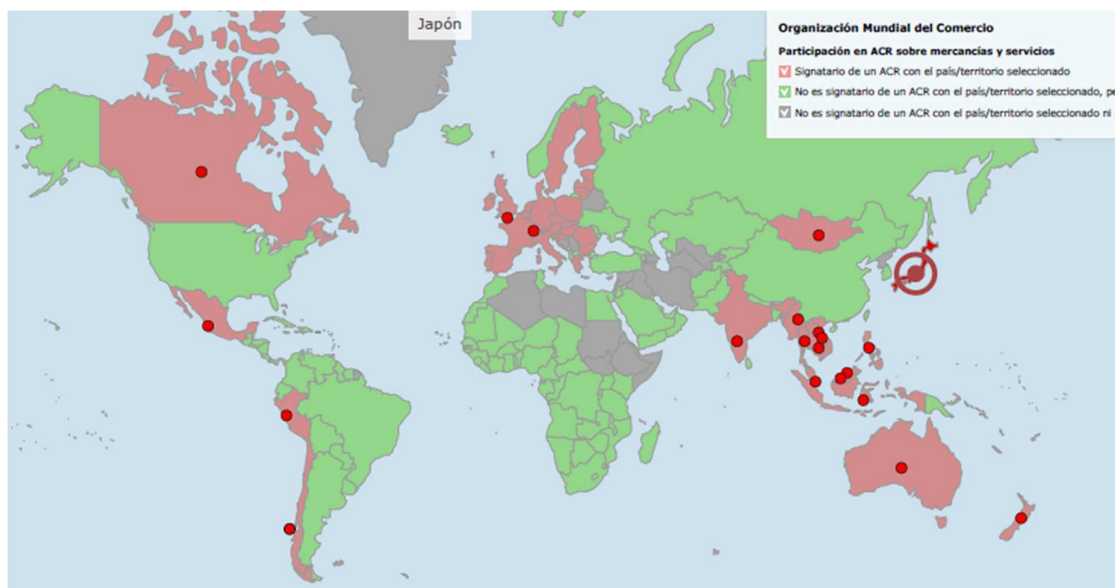 Japón
Organización Mundial del Comercio
Participación en ACR sobre mercancías y servicios
Signatario de un ACR con el país/territorio seleccionado
No es signatario de un ACR con el país/territorio seleccionado, pe
No es signatario de un ACR con el país/territorio seleccionado ni